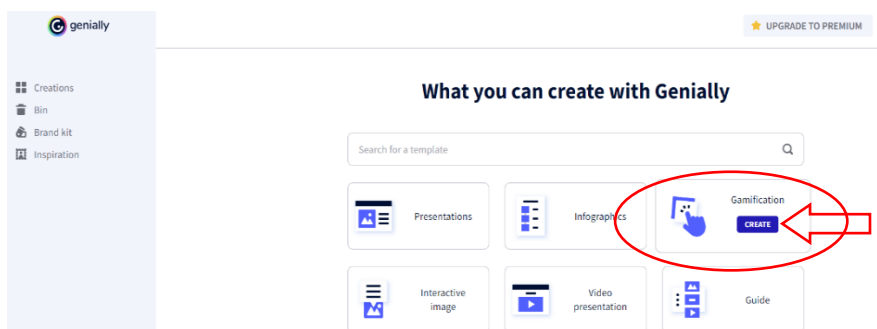 genially
UPGRADE TO PREMIUM
Creations
Bin
Brand kit
Inspiration
What you can create with Genially
Search for a template
Presentations
Infographics
Gamification
CREATE
Interactive
image
Video
presentation
Guide